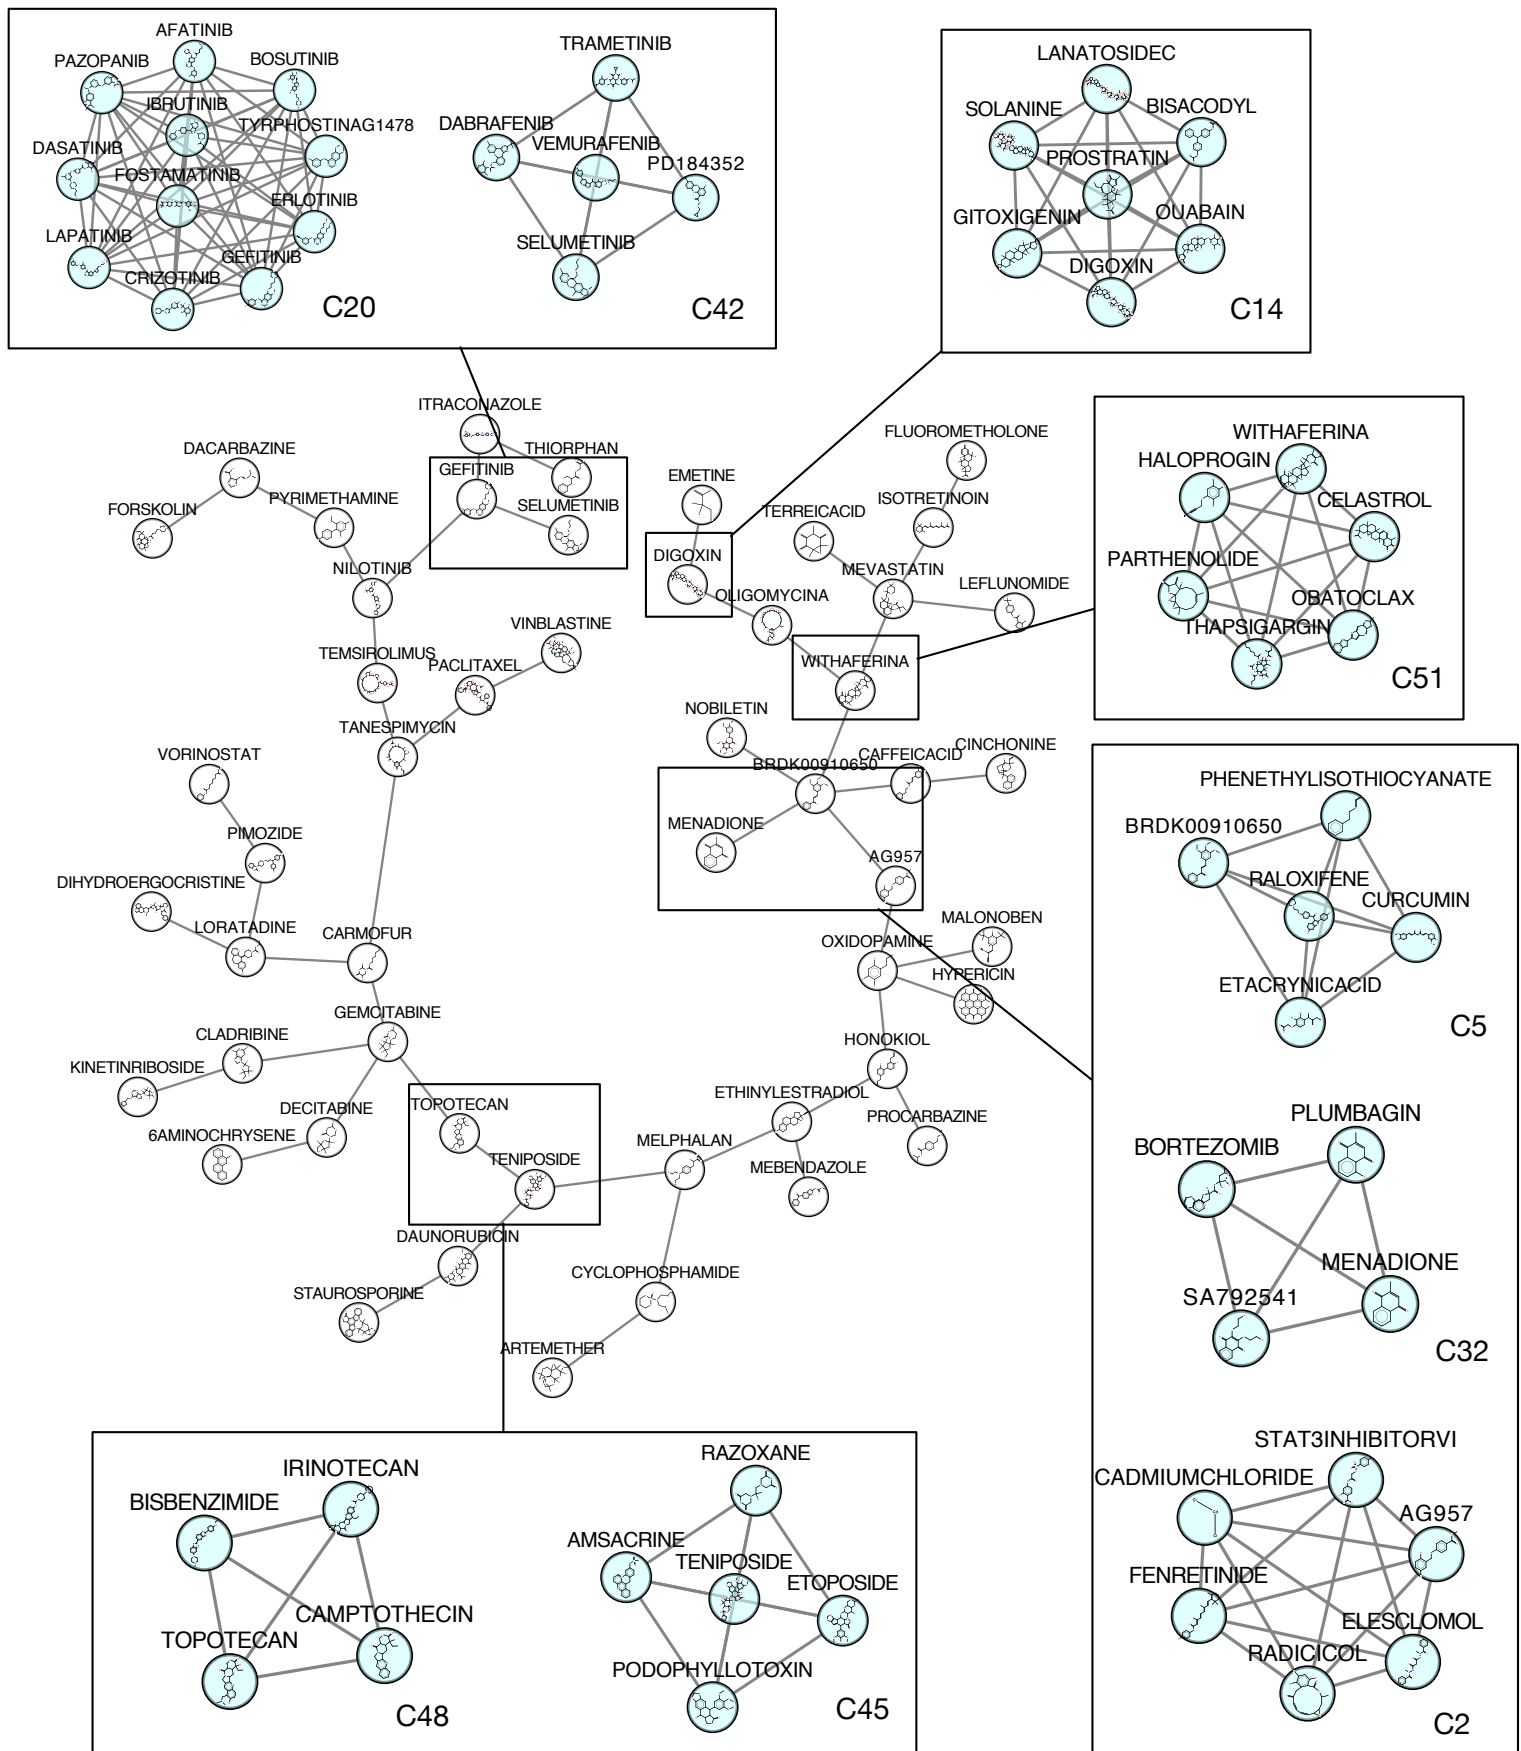 AFATINIB
PAZOPANIB
BOSUTINIB
IBRUTINIB
TYRPHOSTINAG1478
DASATINIB
FOSTAMATINIB
ERLOTINIB
LAPATINIB
GEFITINIB
CRIZOTINIB
C20
TRAMETINIB
DABRAFENIB
VEMURAFENIB
PD184352
SELUMETINIB
C42
LANATOSIDEC
SOLANINE
BISACODYL
PROSTRATIN
GITOXIGENIN
OUABAIN
DIGOXIN
C14
WITHAFERINA
HALOPROGIN
CELASTROL
PARTHENOLIDE
OBATOCLAX
THAPSIGARGIN
C51
ITRACONAZOLE
THIORPHAN
GEFITINIB
SELUMETINIB
DACARBAZINE
PYRIMETHAMINE
FORSKOLIN
NILOTINIB
FLUOROMETHOLONE
EMETINE
ISOTRETINOIN
TERREICACID
DIGOXIN
MEVASTATIN
LEFLUNOMIDE
OLIGOMYCINA
VINBLASTINE
TEMSIROLIMUS
PACLITAXEL
WITHAFERINA
TANESPIMYCIN
NOBILETIN
VORINOSTAT
BRDK00910650
CAFFEICACID
CINCHONINE
MENADIONE
PIMOZIDE
AG957
DIHYDROERGOCRISTINE
LORATADINE
CARMOFUR
MALONOBEN
OXIDOPAMINE
HYPERICIN
GEMCITABINE
CLADRIBINE
KINETINRIBOSIDE
HONOKIOL
DECITABINE
6AMINOCHRYSENE
TOPOTECAN
ETHINYLESTRADIOL
PROCARBAZINE
TENIPOSIDE
MELPHALAN
MEBENDAZOLE
DAUNORUBICIN
CYCLOPHOSPHAMIDE
STAUROSPORINE
ARTEMETHER
PHENETHYLISOTHIOCYANATE
BRDK00910650
RALOXIFENE
CURCUMIN
ETACRYNICACID
C5
PLUMBAGIN
BORTEZOMIB
MENADIONE
SA792541
C32
STAT3INHIBITORVI
CADMIUMCHLORIDE
AG957
FENRETINIDE
ELESCLOMOL
RADICICOL
C2
IRINOTECAN
BISBENZIMIDE
CAMPTOTHECIN
TOPOTECAN
C48
RAZOXANE
AMSACRINE
TENIPOSIDE
ETOPOSIDE
PODOPHYLLOTOXIN
C45